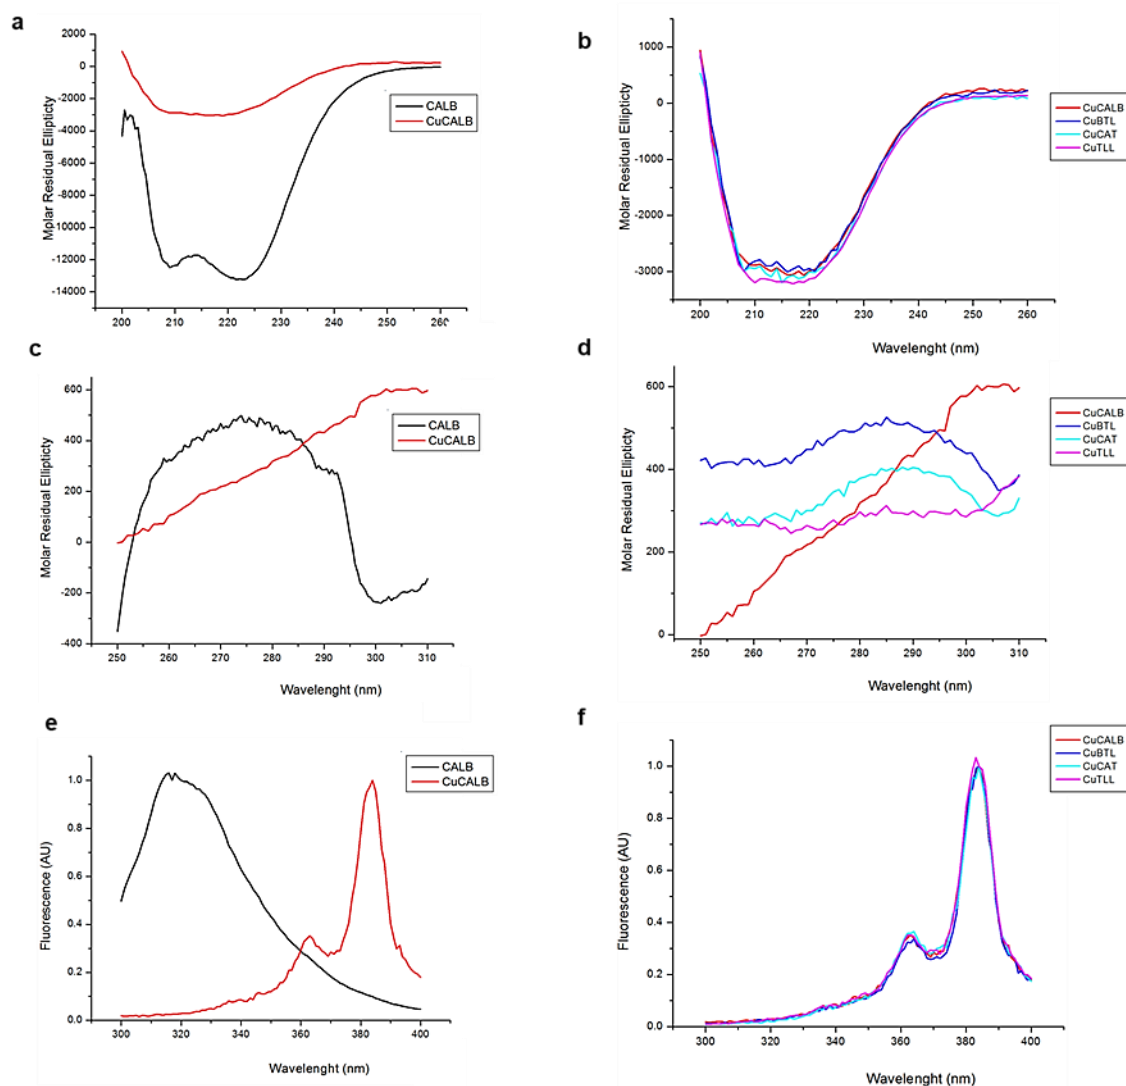 a
2000
0
-2000
-4000
-6000
-8000
-10000
-12000
-14000
200 210 220 230 240 250 260
Molar Residual Ellipticty
CALB
CuCALB
b
1000
0
-1000
-2000
-3000
200 210 220 230 240 250 260
Molar Residual Ellipticty
Wavelenght (nm)
CuCALB
CuBTL
CuCAT
CuTLL
c
600
400
200
0
-200
-400
250 260 270 280 290 300 310
Molar Residual Ellipticty
Wavelenght (nm)
CALB
CuCALB
d
600
400
200
0
250 260 270 280 290 300 310
Molar Residual Ellipticty
Wavelenght (nm)
CuCALB
CuBTL
CuCAT
CuTLL
e
1.0
0.8
0.6
0.4
0.2
0.0
300 320 340 360 380 400
Fluorescence (AU)
Wavelenght (nm)
CALB
CuCALB
f
1.0
0.8
0.6
0.4
0.2
0.0
300 320 340 360 380 400
Fluorescence (AU)
Wavelenght (nm)
CuCALB
CuBTL
CuCAT
CuTLL